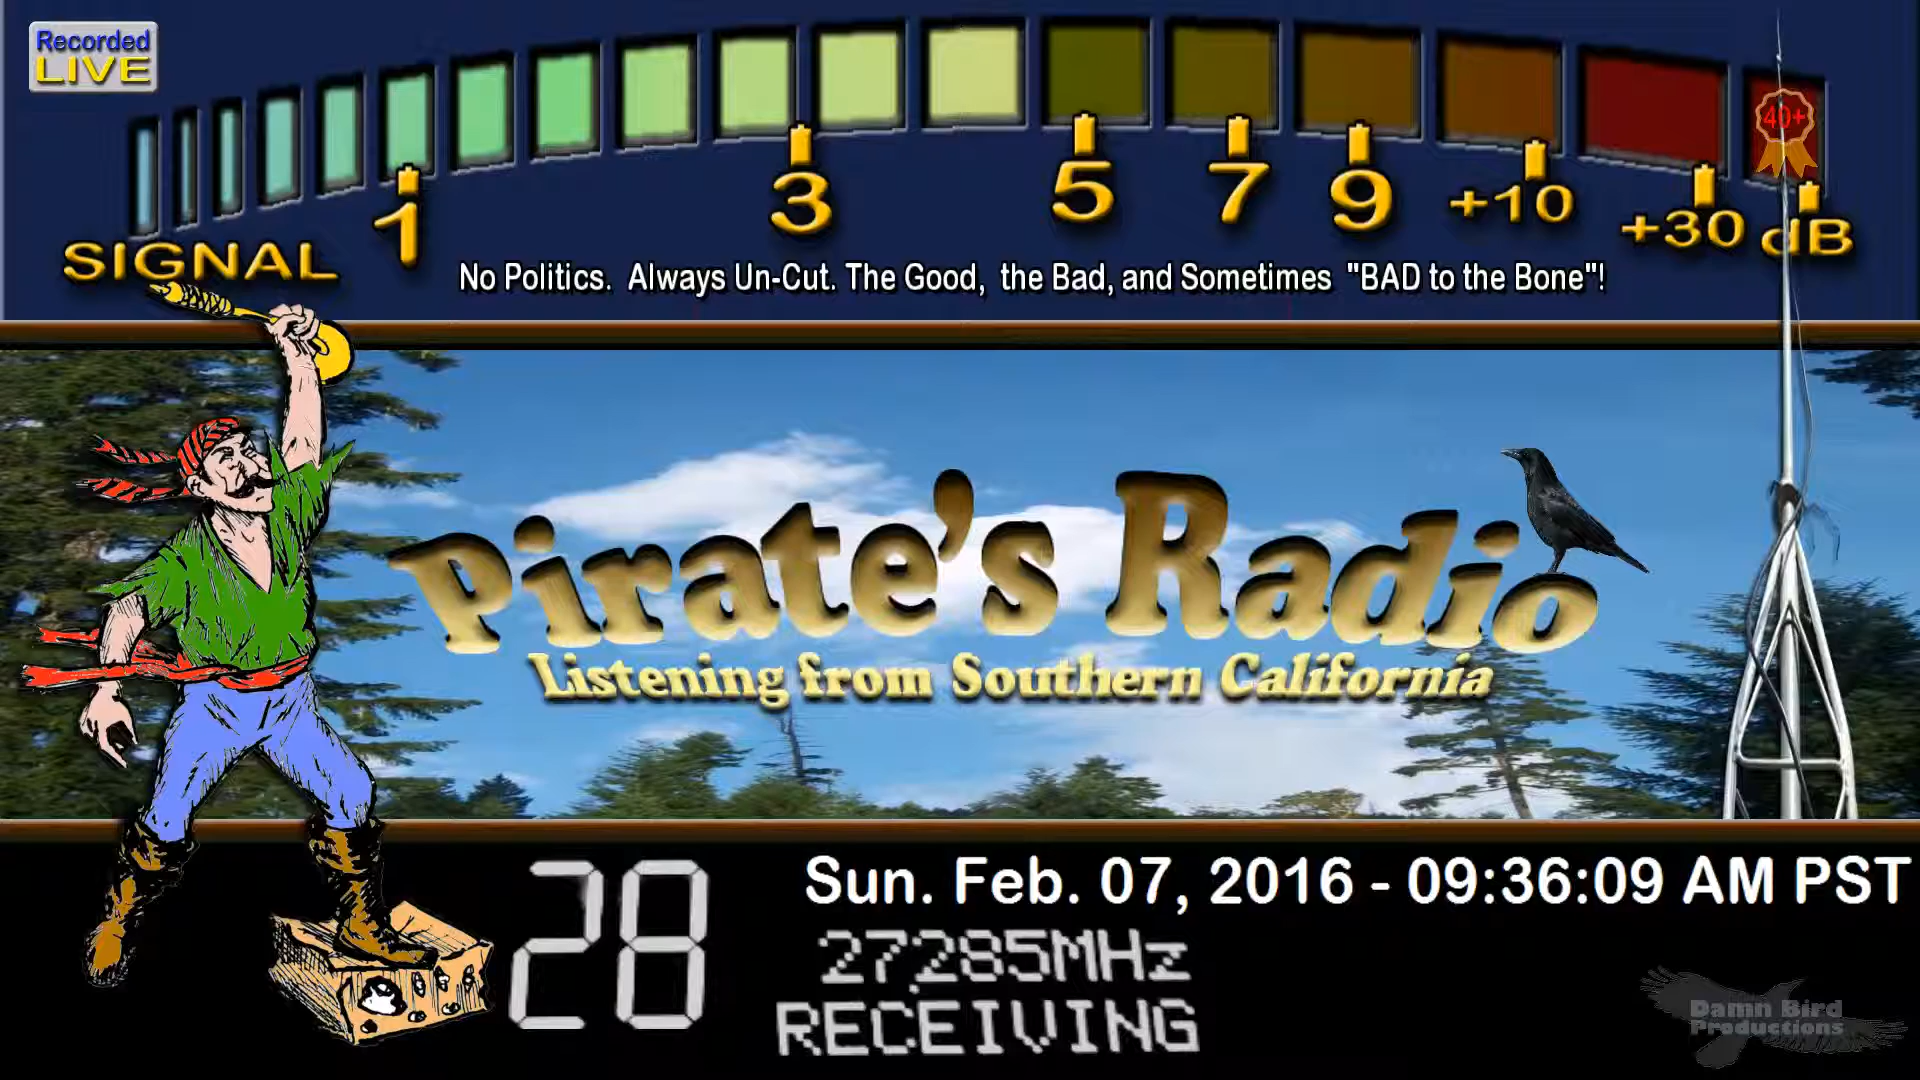 Recorded
LIVE
40+
1
3
5
7
9
+10
+30
dB
SIGNAL
No Politics. Always Un-Cut. The Good, the Bad, and Sometimes "BAD to the Bone"!
Pirate's Radio
Listening from Southern California
28
Sun. Feb. 07, 2016 - 09:36:09 AM PST
27,285MHz
RECEIVING
Damn Bird
Productions